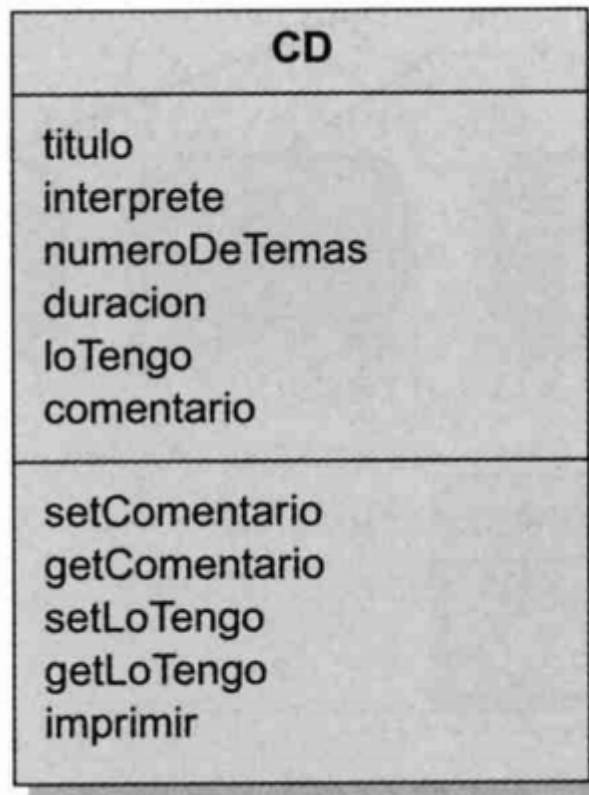 CD
titulo
interprete
numeroDeTemas
duracion
loTengo
comentario
setComentario
getComentario
setLoTengo
getLoTengo
imprimir